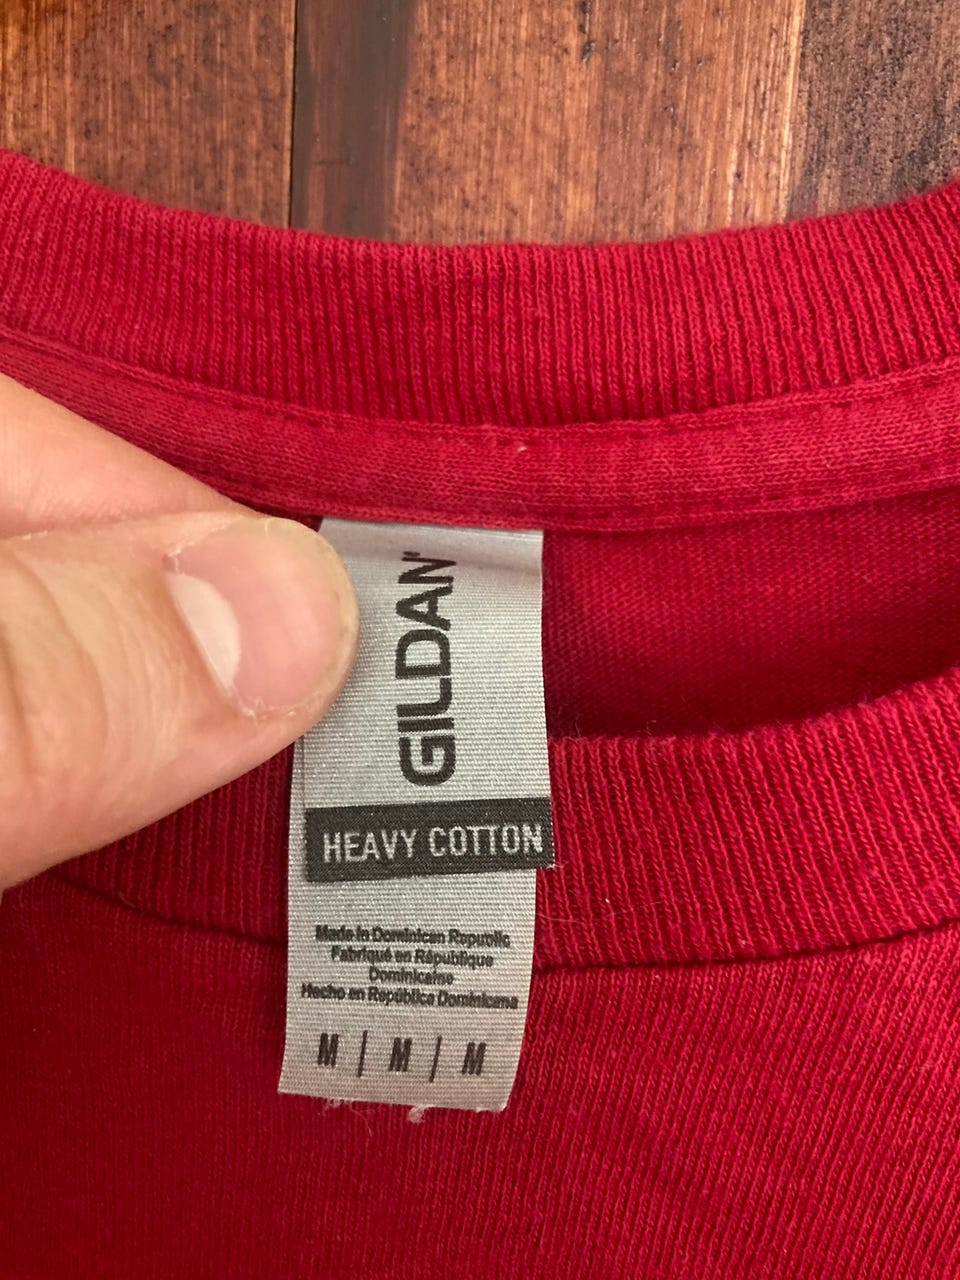 GILDAN
HEAVY COTTON
Made in Dominican Republic
Fabriqué en République
Dominicaine
Hecho en República Dominicana
M | M | M